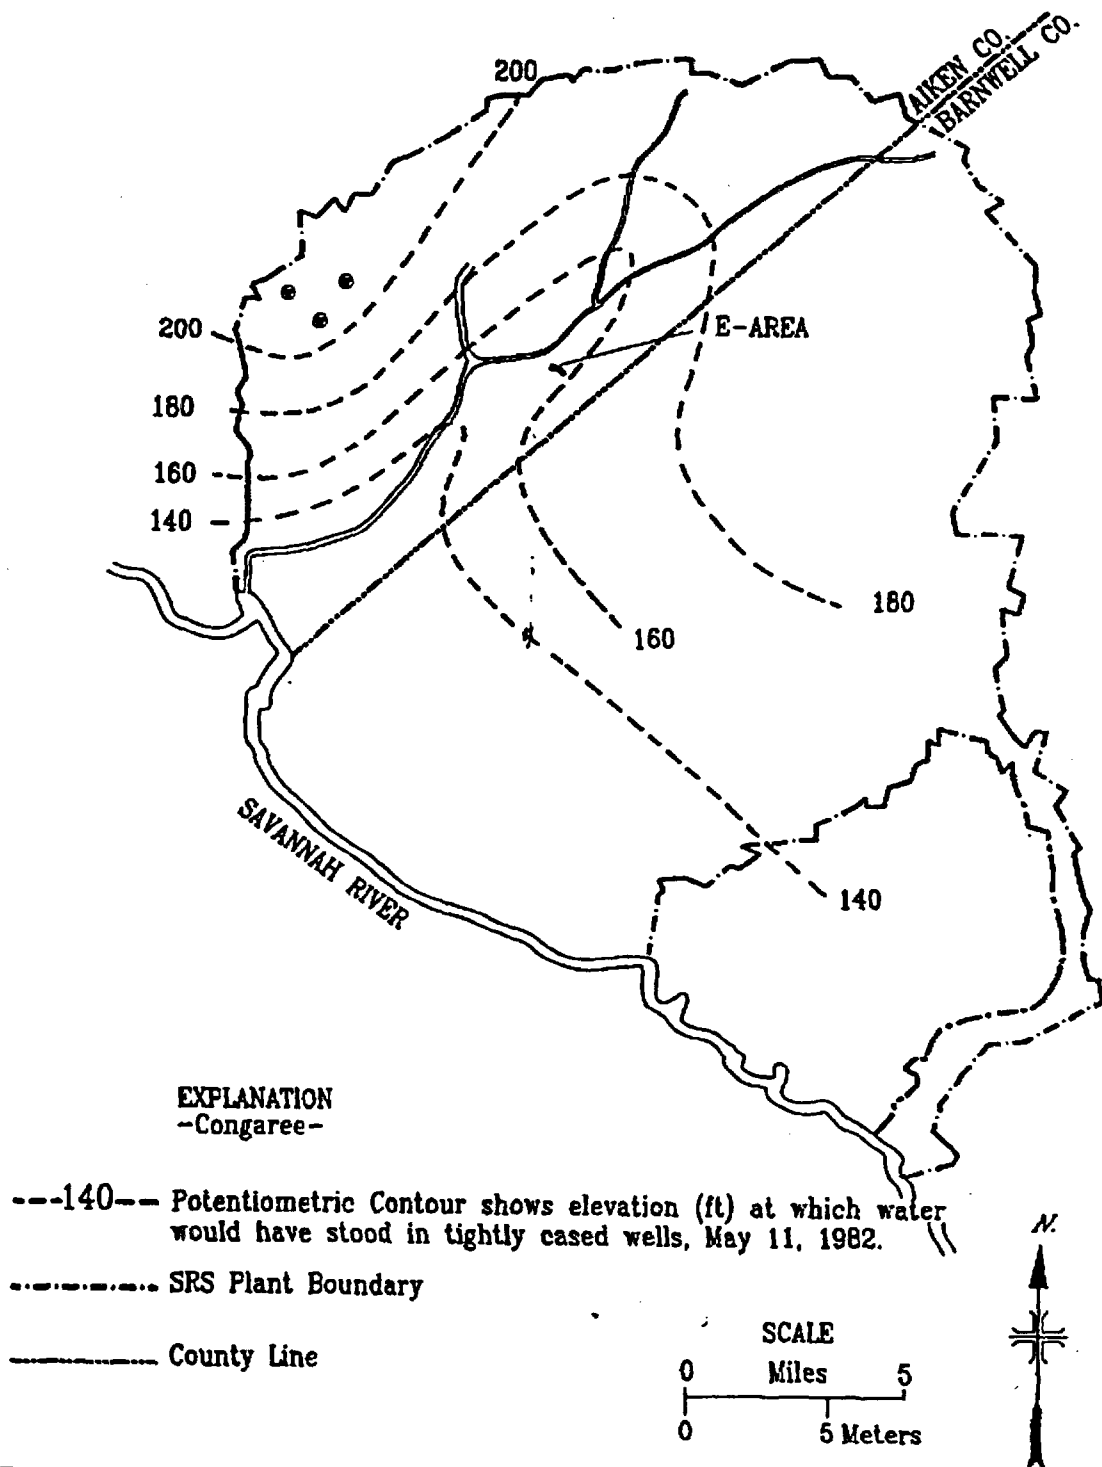 200
AIKEN CO.
BARNWELL CO.
200
E-AREA
180
160
140
180
160
SAVANNAH RIVER
140
EXPLANATION
-Congaree-
---140-- Potentiometric Contour shows elevation (ft) at which water
would have stood in tightly cased wells, May 11, 1982.
SRS Plant Boundary
County Line
N.
SCALE
0 Miles 5
0 5 Meters